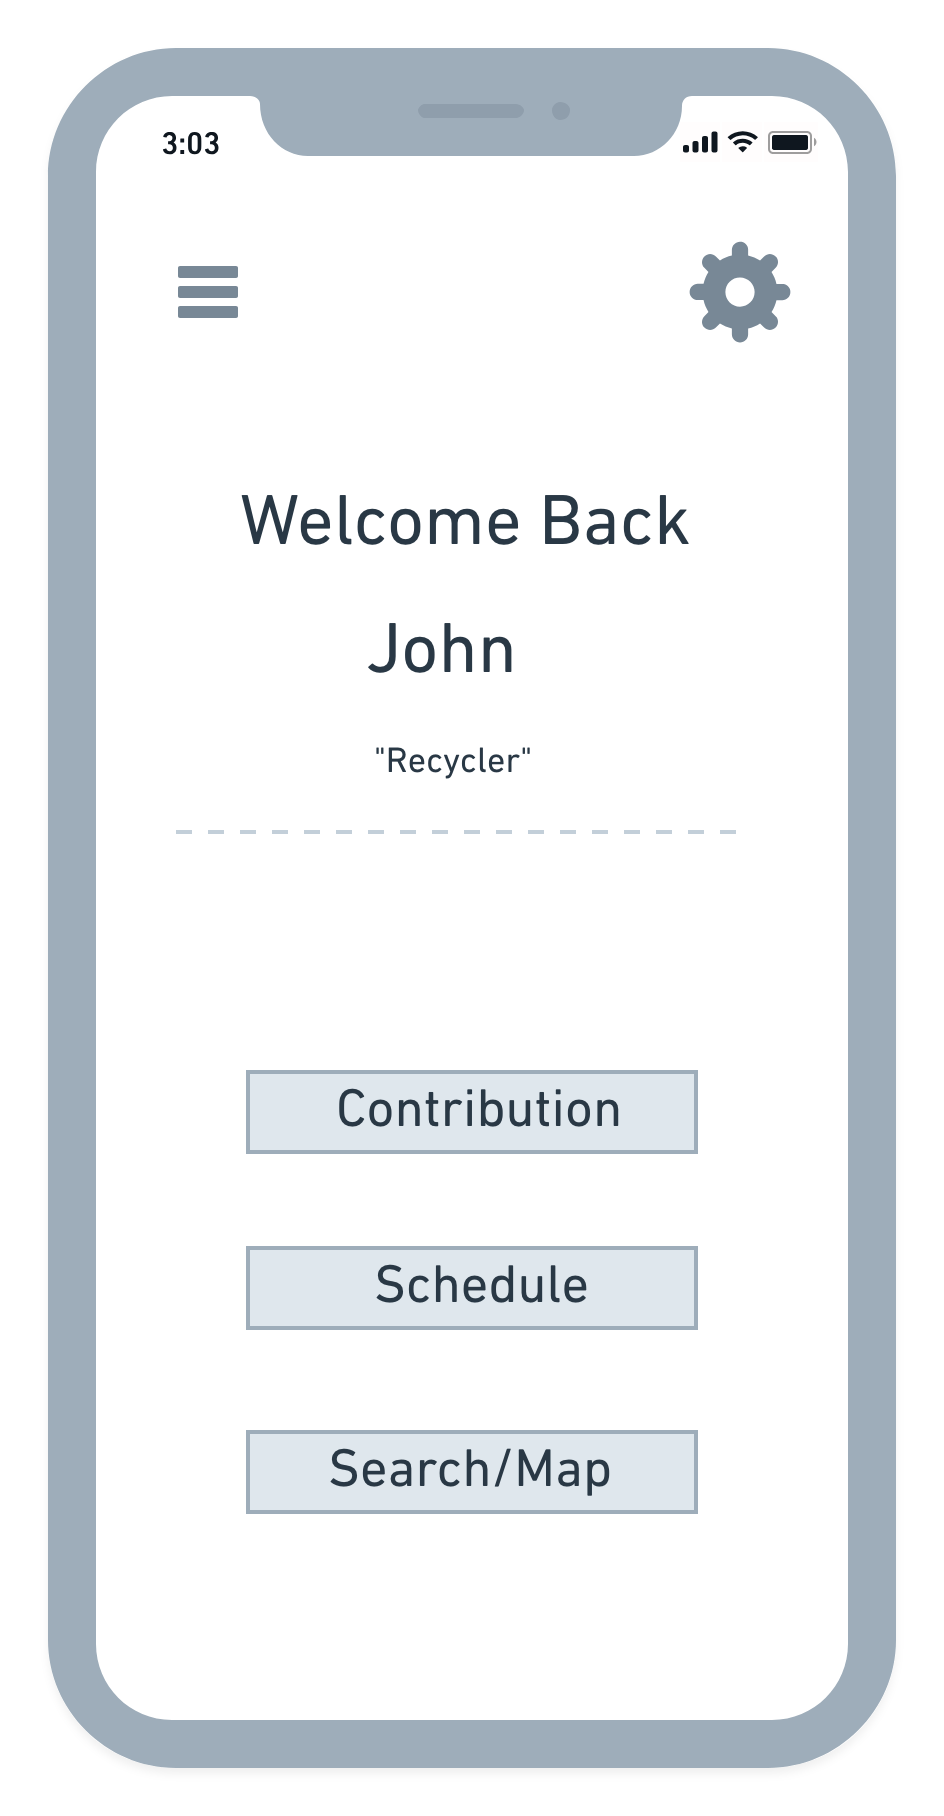 3:03
Welcome Back
John
"Recycler"
Contribution
Schedule
Search/Map